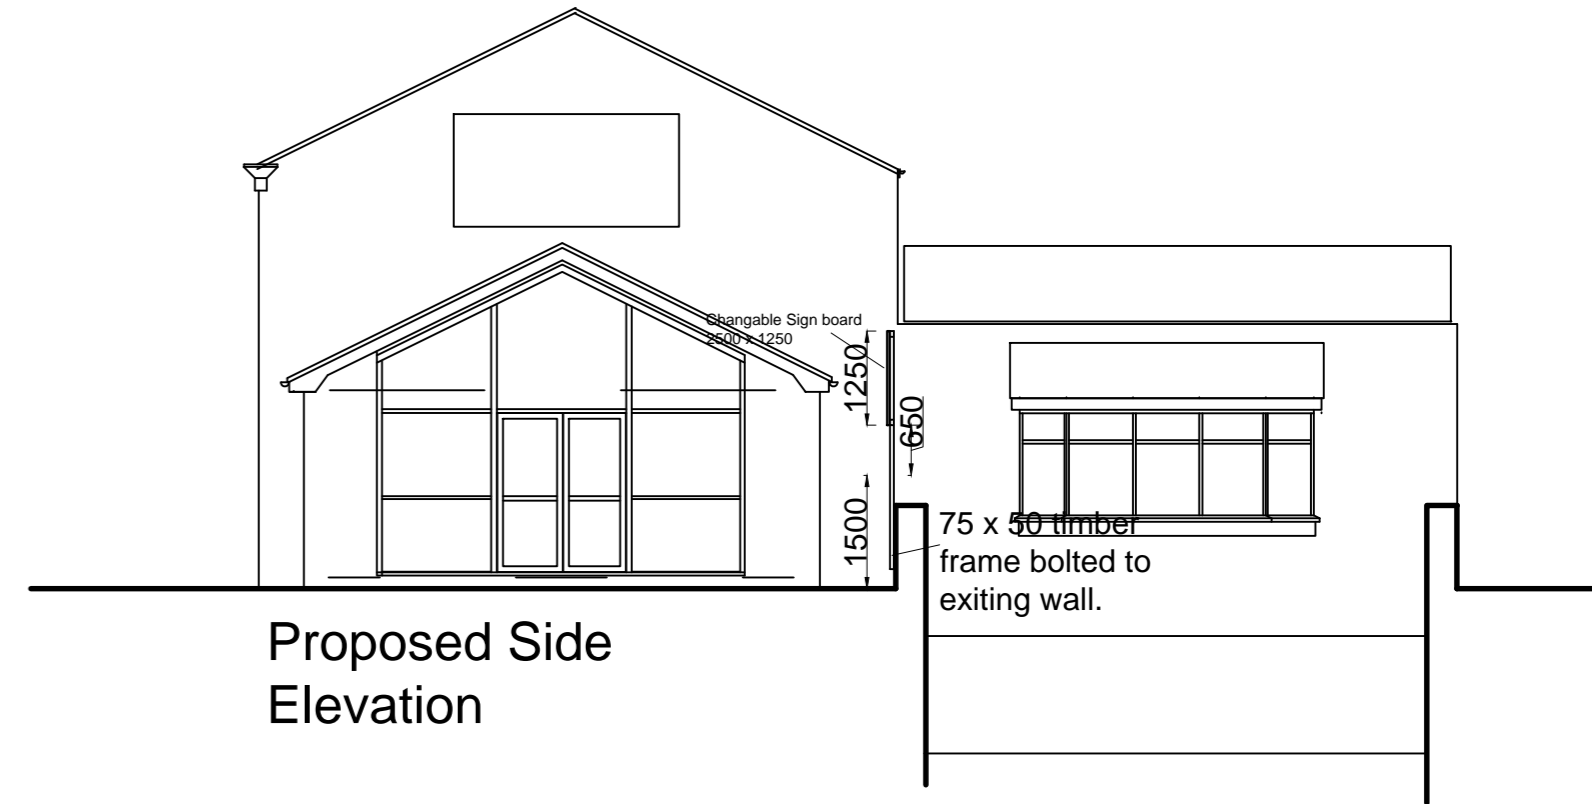 Changable Sign board
2500 x 1250
1250
650
1500
75 x 50 timber
frame bolted to
exiting wall.
Proposed Side
Elevation